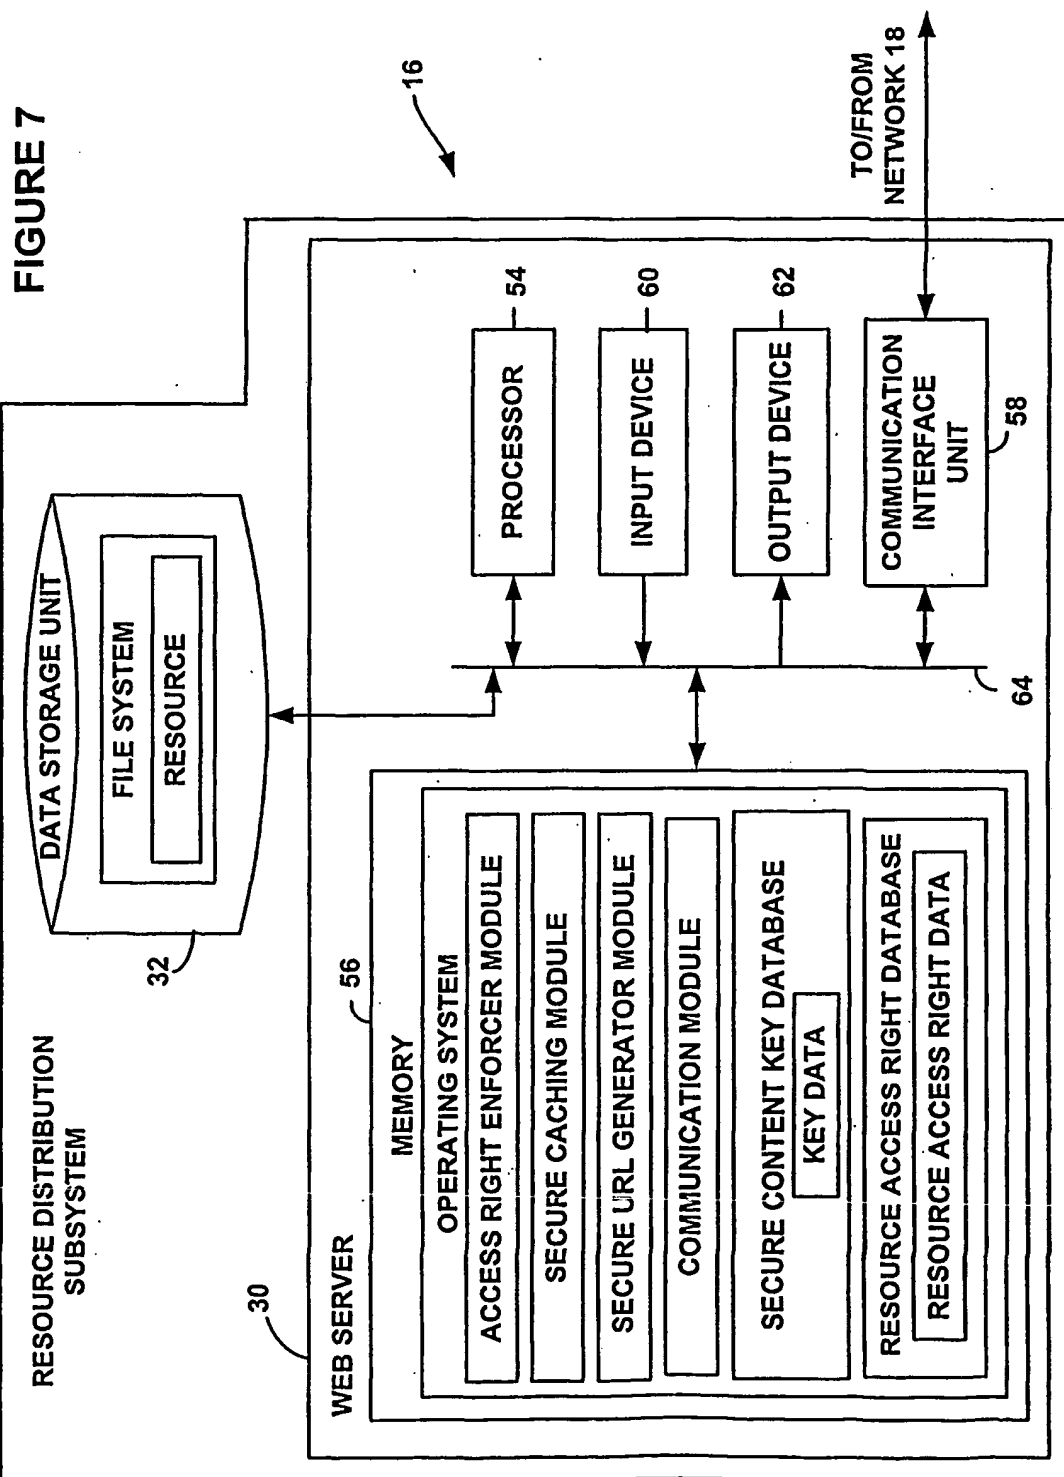 FIGURE 7
RESOURCE DISTRIBUTION
SUBSYSTEM
32
DATA STORAGE UNIT
FILE SYSTEM
RESOURCE
16
30
WEB SERVER
56
MEMORY
OPERATING SYSTEM
ACCESS RIGHT ENFORCER MODULE
SECURE CACHING MODULE
SECURE URL GENERATOR MODULE
COMMUNICATION MODULE
SECURE CONTENT KEY DATABASE
KEY DATA
RESOURCE ACCESS RIGHT DATABASE
RESOURCE ACCESS RIGHT DATA
64
PROCESSOR
54
INPUT DEVICE
60
OUTPUT DEVICE
62
COMMUNICATION
INTERFACE
UNIT
58
TO/FROM
NETWORK 18